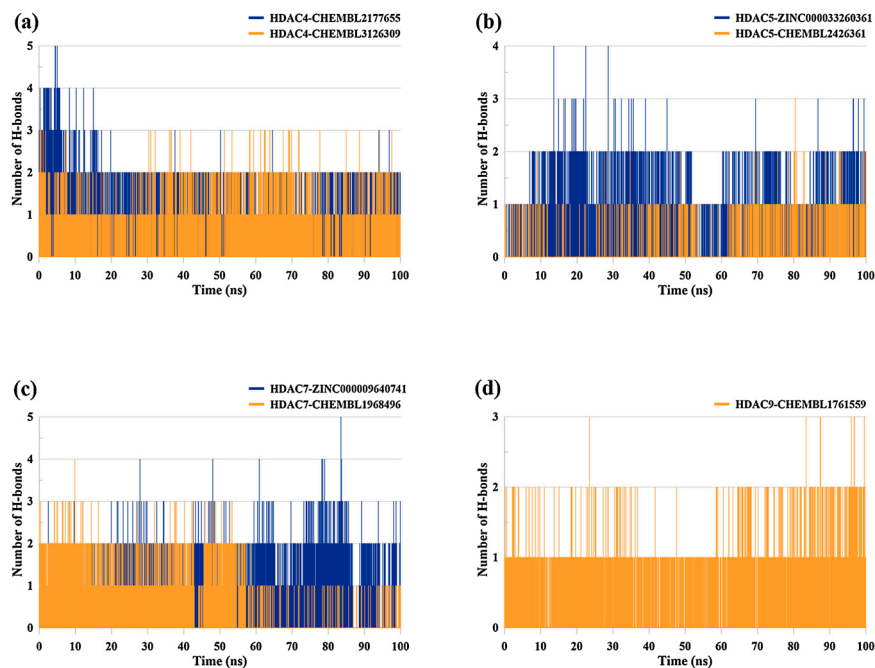 (a)
HDAC4-CHEMBL2177655
HDAC4-CHEMBL3126309
Number of H-bonds
5
4
3
2
1
0
0 10 20 30 40 50 60 70 80 90 100
Time (ns)
(b)
HDAC5-ZINC000033260361
HDAC5-CHEMBL2426361
Number of H-bonds
4
3
2
1
0
0 10 20 30 40 50 60 70 80 90 100
Time (ns)
(c)
HDAC7-ZINC000009640741
HDAC7-CHEMBL1968496
Number of H-bonds
5
4
3
2
1
0
0 10 20 30 40 50 60 70 80 90 100
Time (ns)
(d)
HDAC9-CHEMBL1761559
Number of H-bonds
3
2
1
0
0 10 20 30 40 50 60 70 80 90 100
Time (ns)